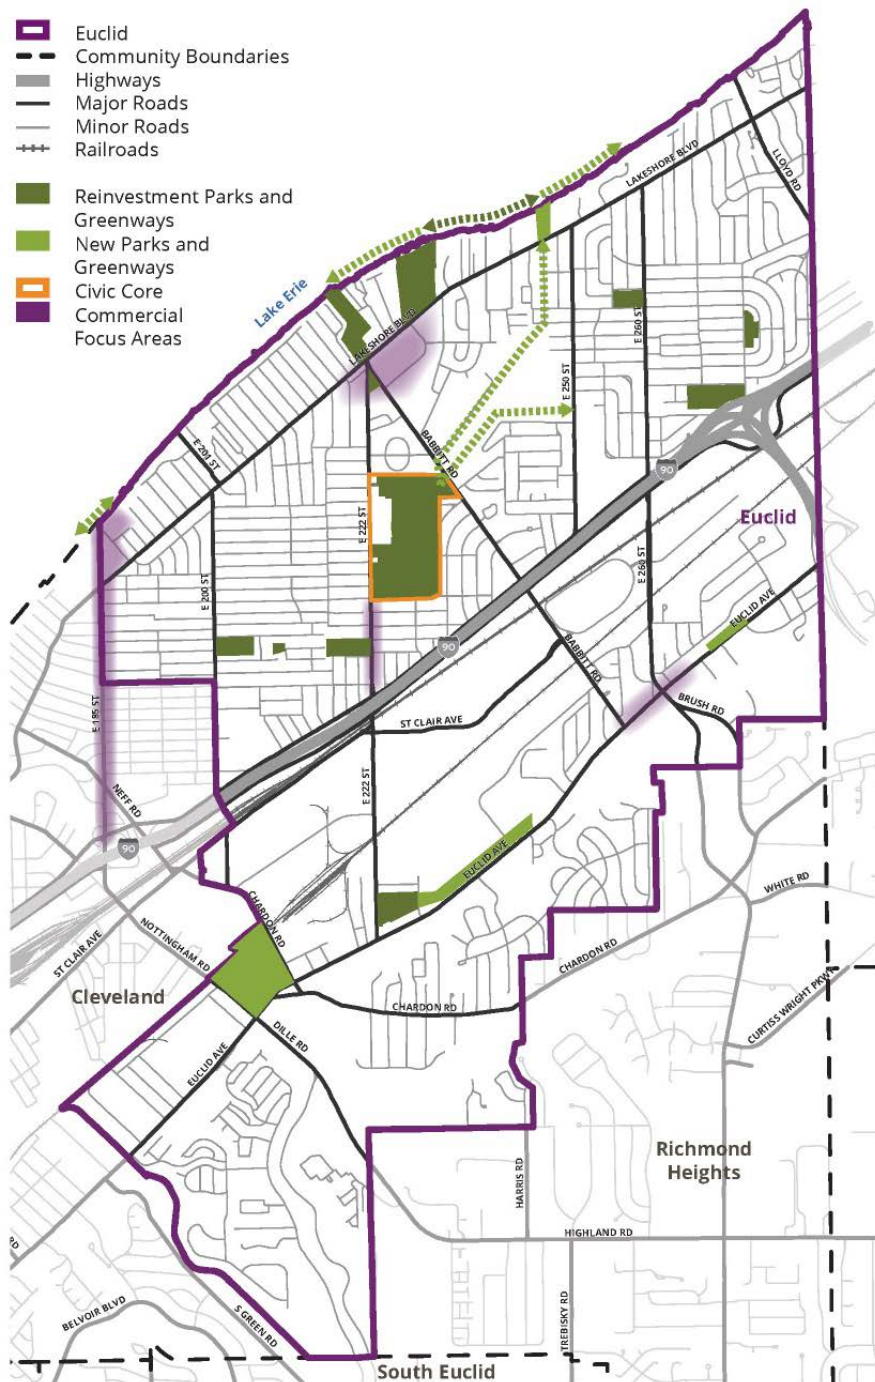 Euclid
Community Boundaries
Highways
Major Roads
Minor Roads
Railroads
Reinvestment Parks and
Greenways
New Parks and
Greenways
Civic Core
Commercial
Focus Areas
LAKESHORE BLVD
LLOYD RD
Lake Erie
LAKESHORE BLVD
E 260 ST
E 250 ST
E 201 ST
BABBITT RD
90
Euclid
E 222 ST
E 260 ST
E 200 ST
EUCLID AVE
90
BABBITT RD
BRUSH RD
E 185 ST
ST CLAIR AVE
E 222 ST
NEFF RD
90
EUCLID AVE
WHITE RD
CHARDON RD
NOTTINGHAM RD
ST CLAIR AVE
CHARDON RD
Cleveland
CHARDON RD
CURTISS WRIGHT PKWY
DILLE RD
EUCLID AVE
Richmond
Heights
HARRIS RD
HIGHLAND RD
RD
BELVOIR BLVD
S GREEN RD
TREBISKY RD
South Euclid